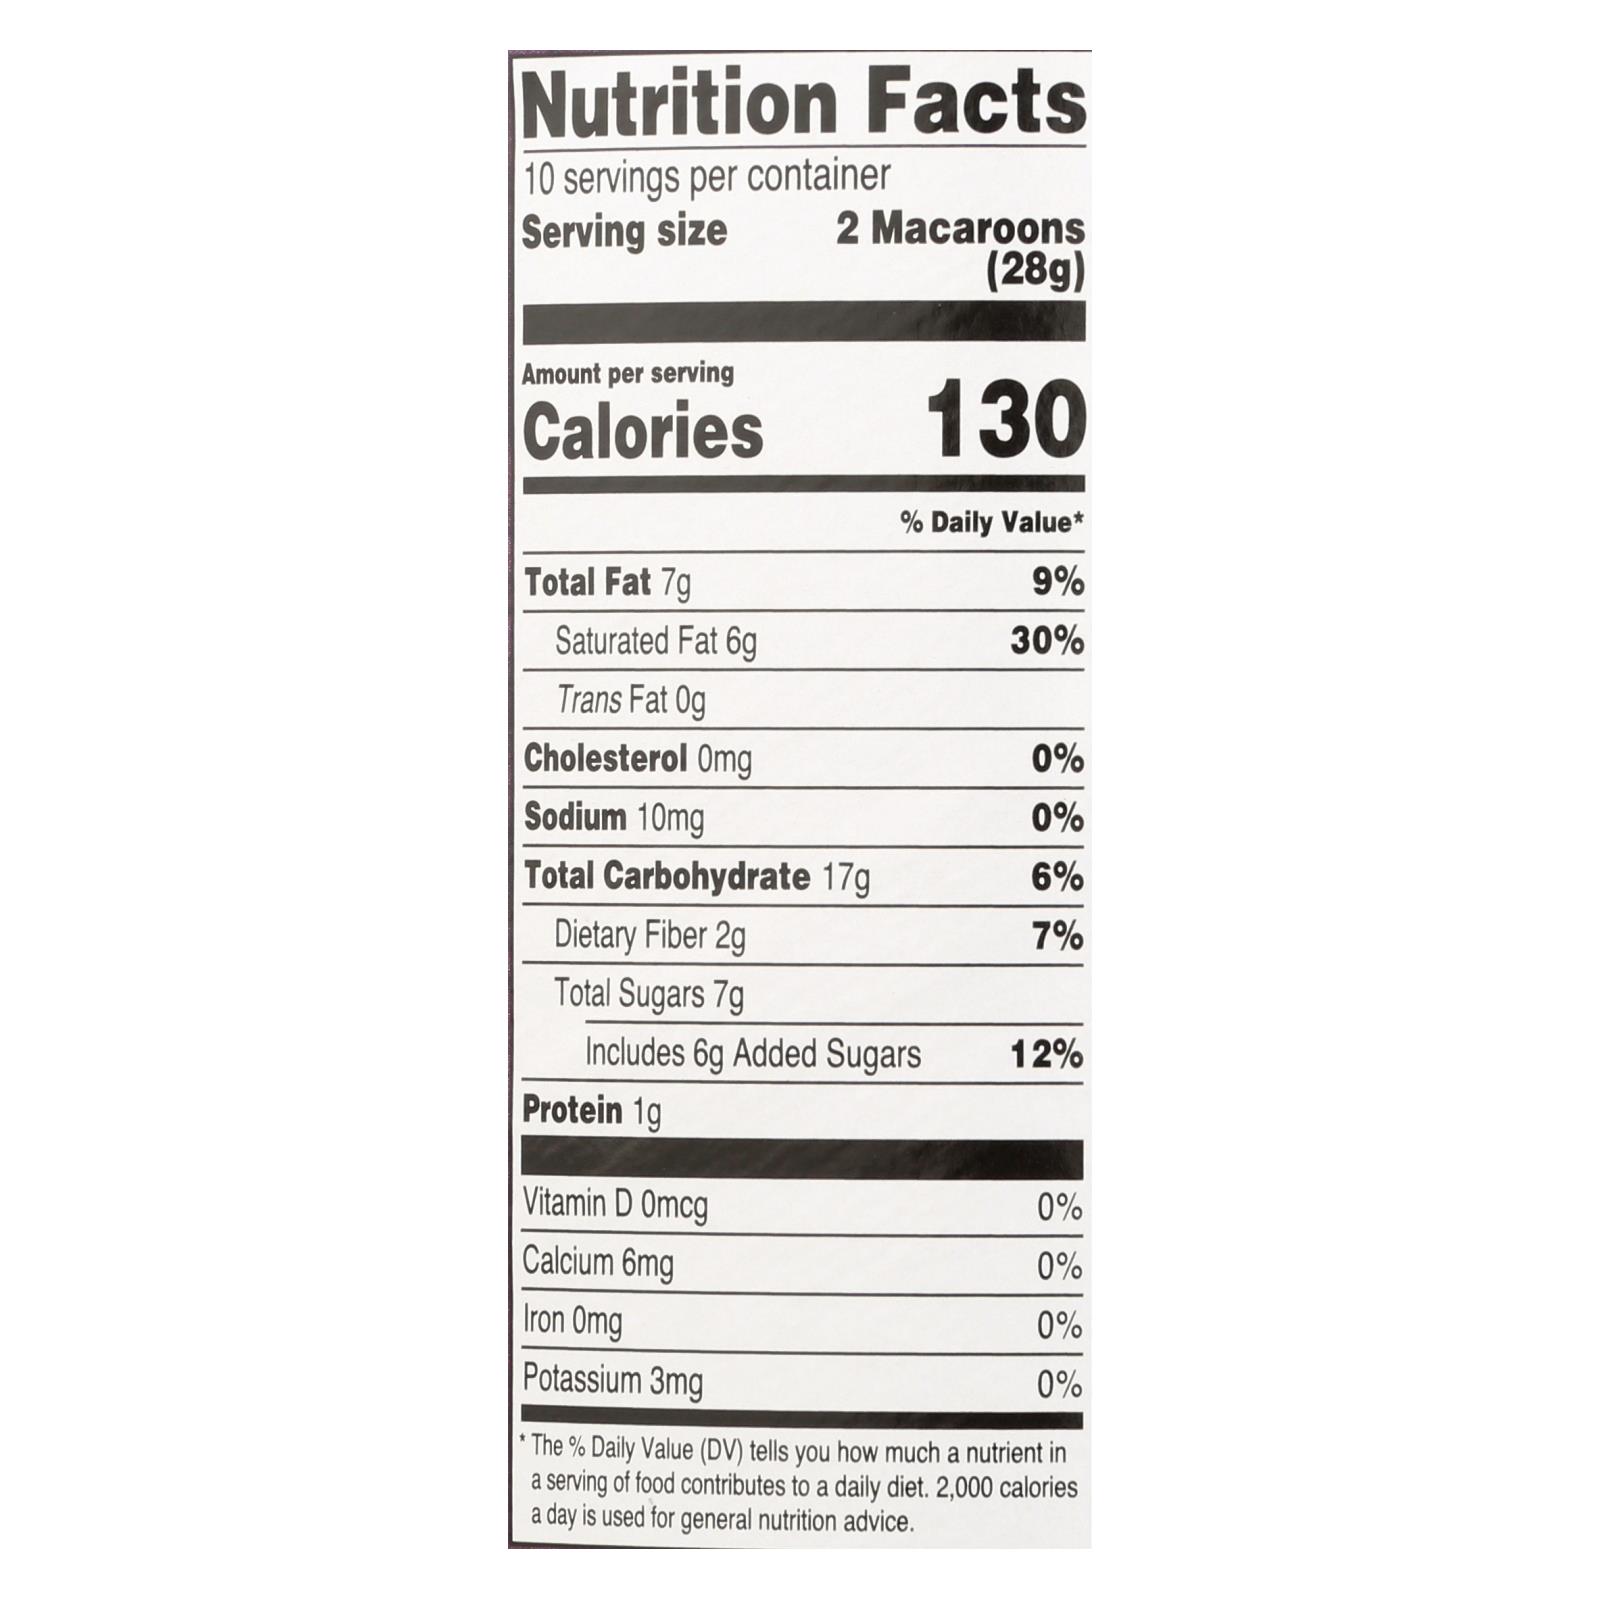 Nutrition Facts
10 servings per container
Serving size 2 Macaroons
(28g)
Amount per serving
Calories 130
% Daily Value*
Total Fat 7g 9%
Saturated Fat 6g 30%
Trans Fat 0g
Cholesterol 0mg 0%
Sodium 10mg 0%
Total Carbohydrate 17g 6%
Dietary Fiber 2g 7%
Total Sugars 7g
Includes 6g Added Sugars 12%
Protein 1g
Vitamin D 0mcg 0%
Calcium 6mg 0%
Iron 0mg 0%
Potassium 3mg 0%
* The % Daily Value (DV) tells you how much a nutrient in
a serving of food contributes to a daily diet. 2,000 calories
a day is used for general nutrition advice.